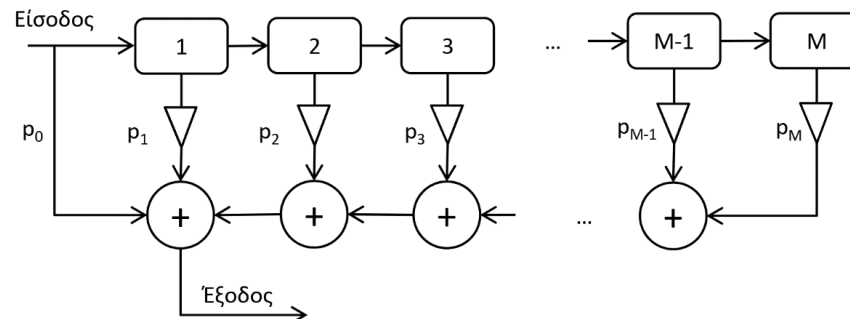 Είσοδος
1 2 3 ... M-1 M
p0 p1 p2 p3 pM-1 pM
+ + + ... +
Έξοδος